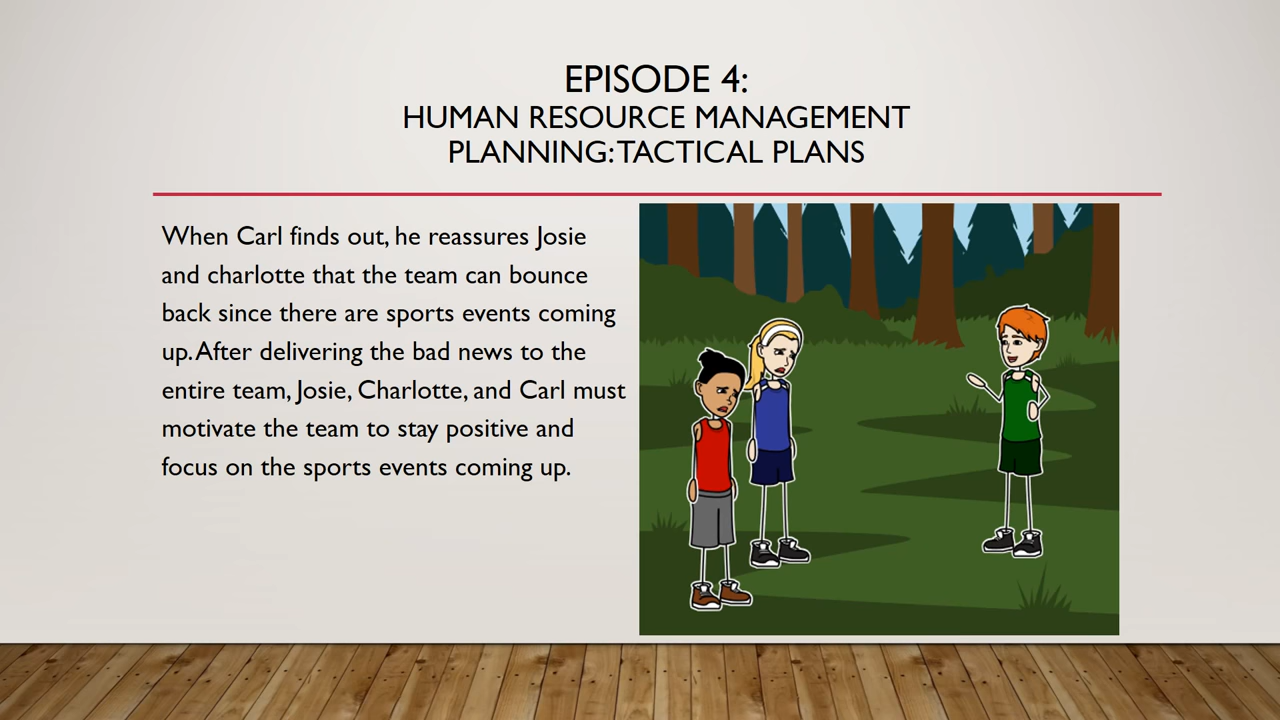 EPISODE 4:
HUMAN RESOURCE MANAGEMENT
PLANNING: TACTICAL PLANS
When Carl finds out, he reassures Josie
and charlotte that the team can bounce
back since there are sports events coming
up. After delivering the bad news to the
entire team, Josie, Charlotte, and Carl must
motivate the team to stay positive and
focus on the sports events coming up.